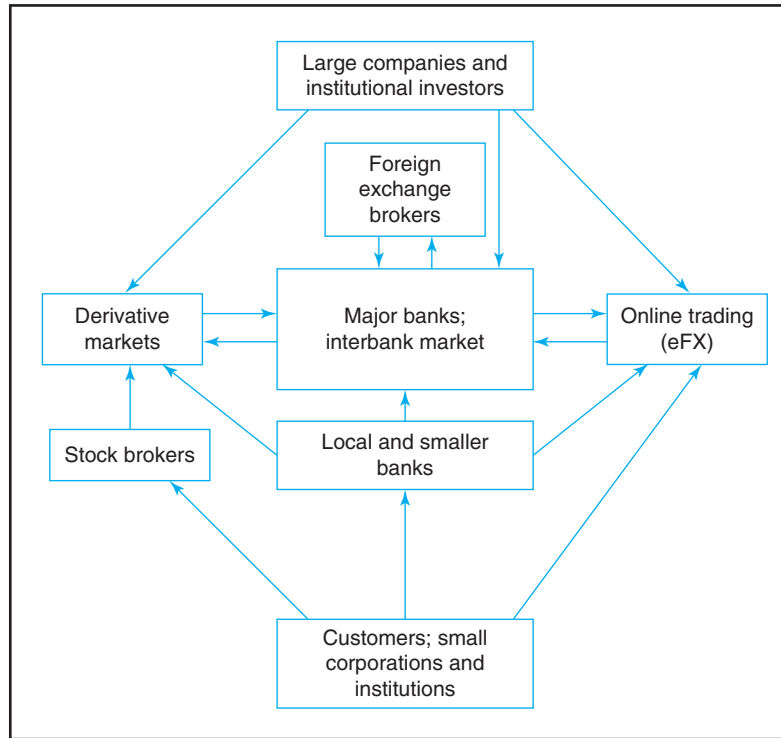 Large companies and
institutional investors
Foreign
exchange
brokers
Derivative
markets
Major banks;
interbank market
Online trading
(eFX)
Stock brokers
Local and smaller
banks
Customers; small
corporations and
institutions